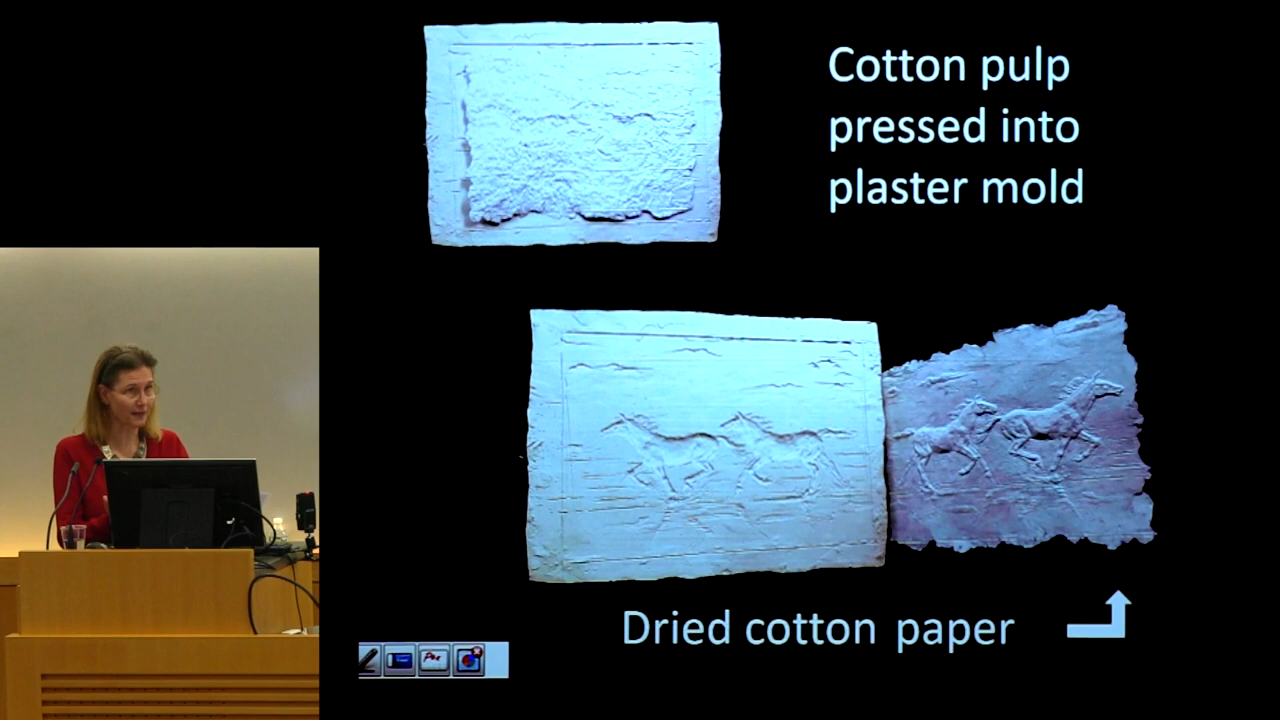 Cotton pulp
pressed into
plaster mold
Dried cotton paper